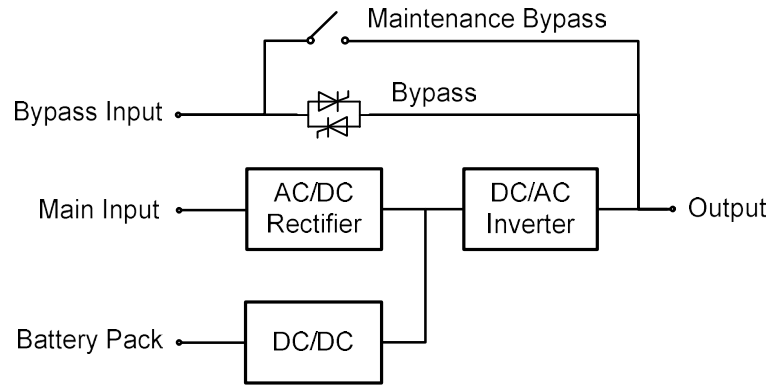 Maintenance Bypass
Bypass Input
Bypass
Main Input
AC/DC
Rectifier
DC/AC
Inverter
Output
Battery Pack
DC/DC